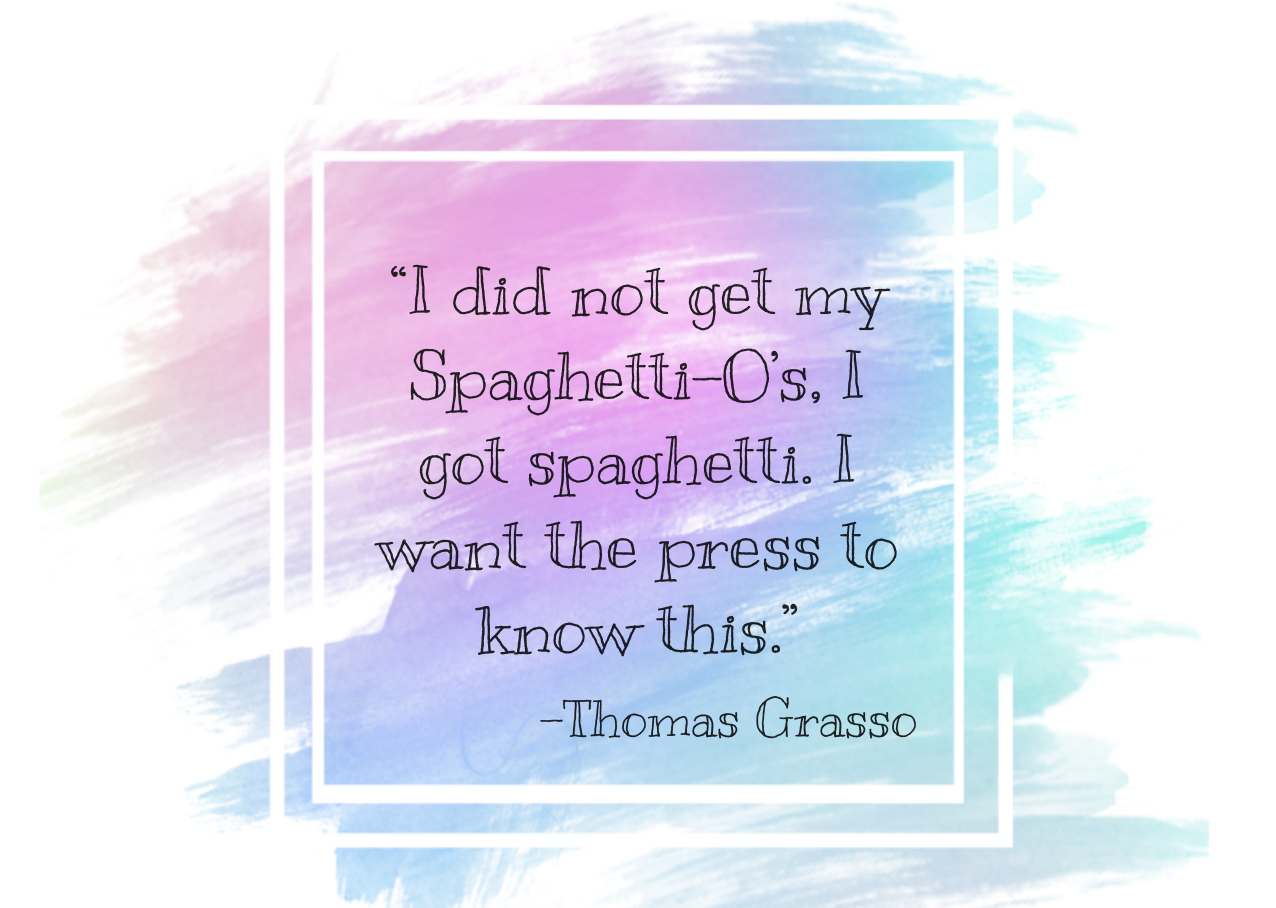 “I did not get my
Spaghetti-O’s, I
got spaghetti. I
want the press to
know this.”
-Thomas Grasso